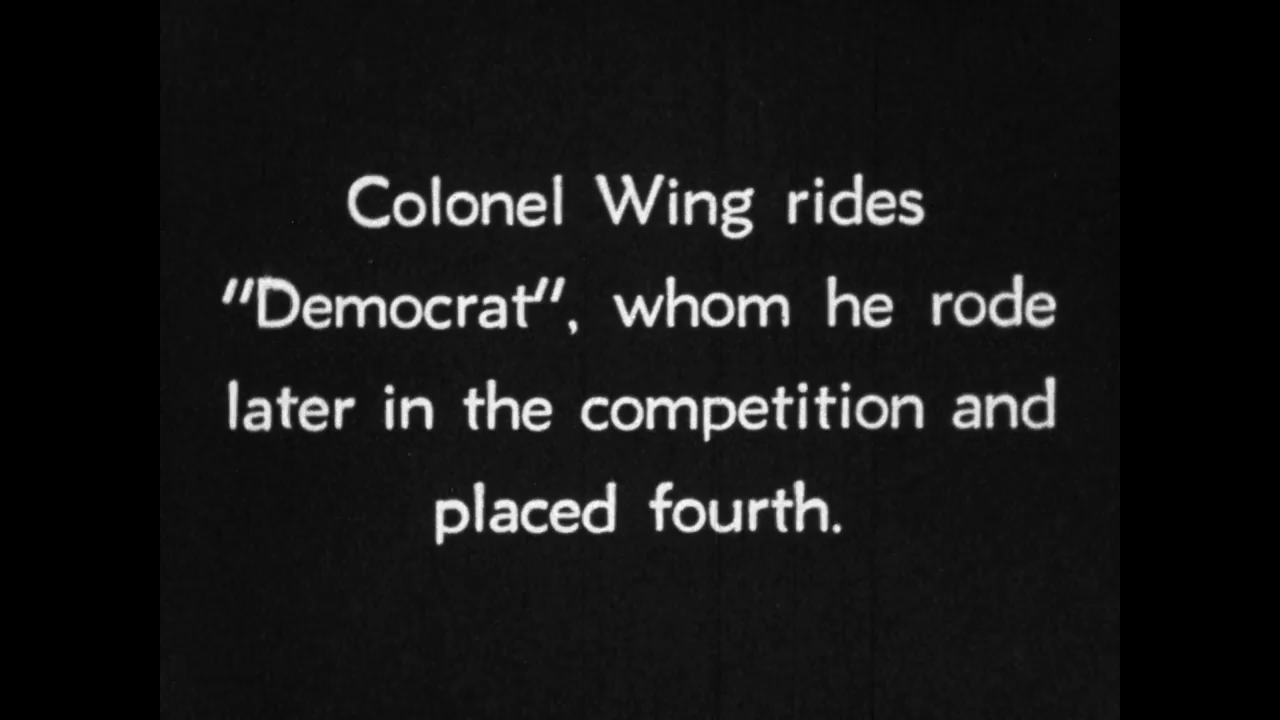 Colonel Wing rides
"Democrat", whom he rode
later in the competition and
placed fourth.